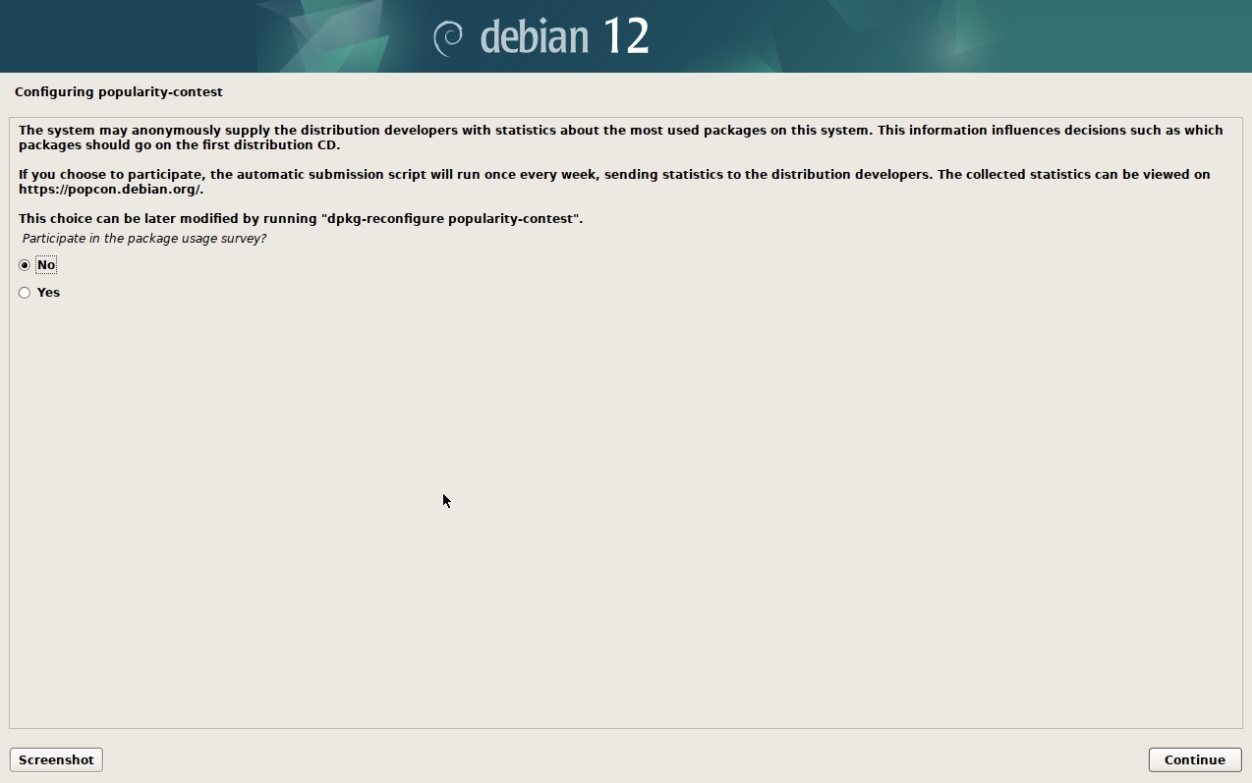 debian 12
Configuring popularity-contest
The system may anonymously supply the distribution developers with statistics about the most used packages on this system. This information influences decisions such as which
packages should go on the first distribution CD.
If you choose to participate, the automatic submission script will run once every week, sending statistics to the distribution developers. The collected statistics can be viewed on
https://popcon.debian.org/.
This choice can be later modified by running "dpkg-reconfigure popularity-contest".
Participate in the package usage survey?
No
Yes
Screenshot
Continue